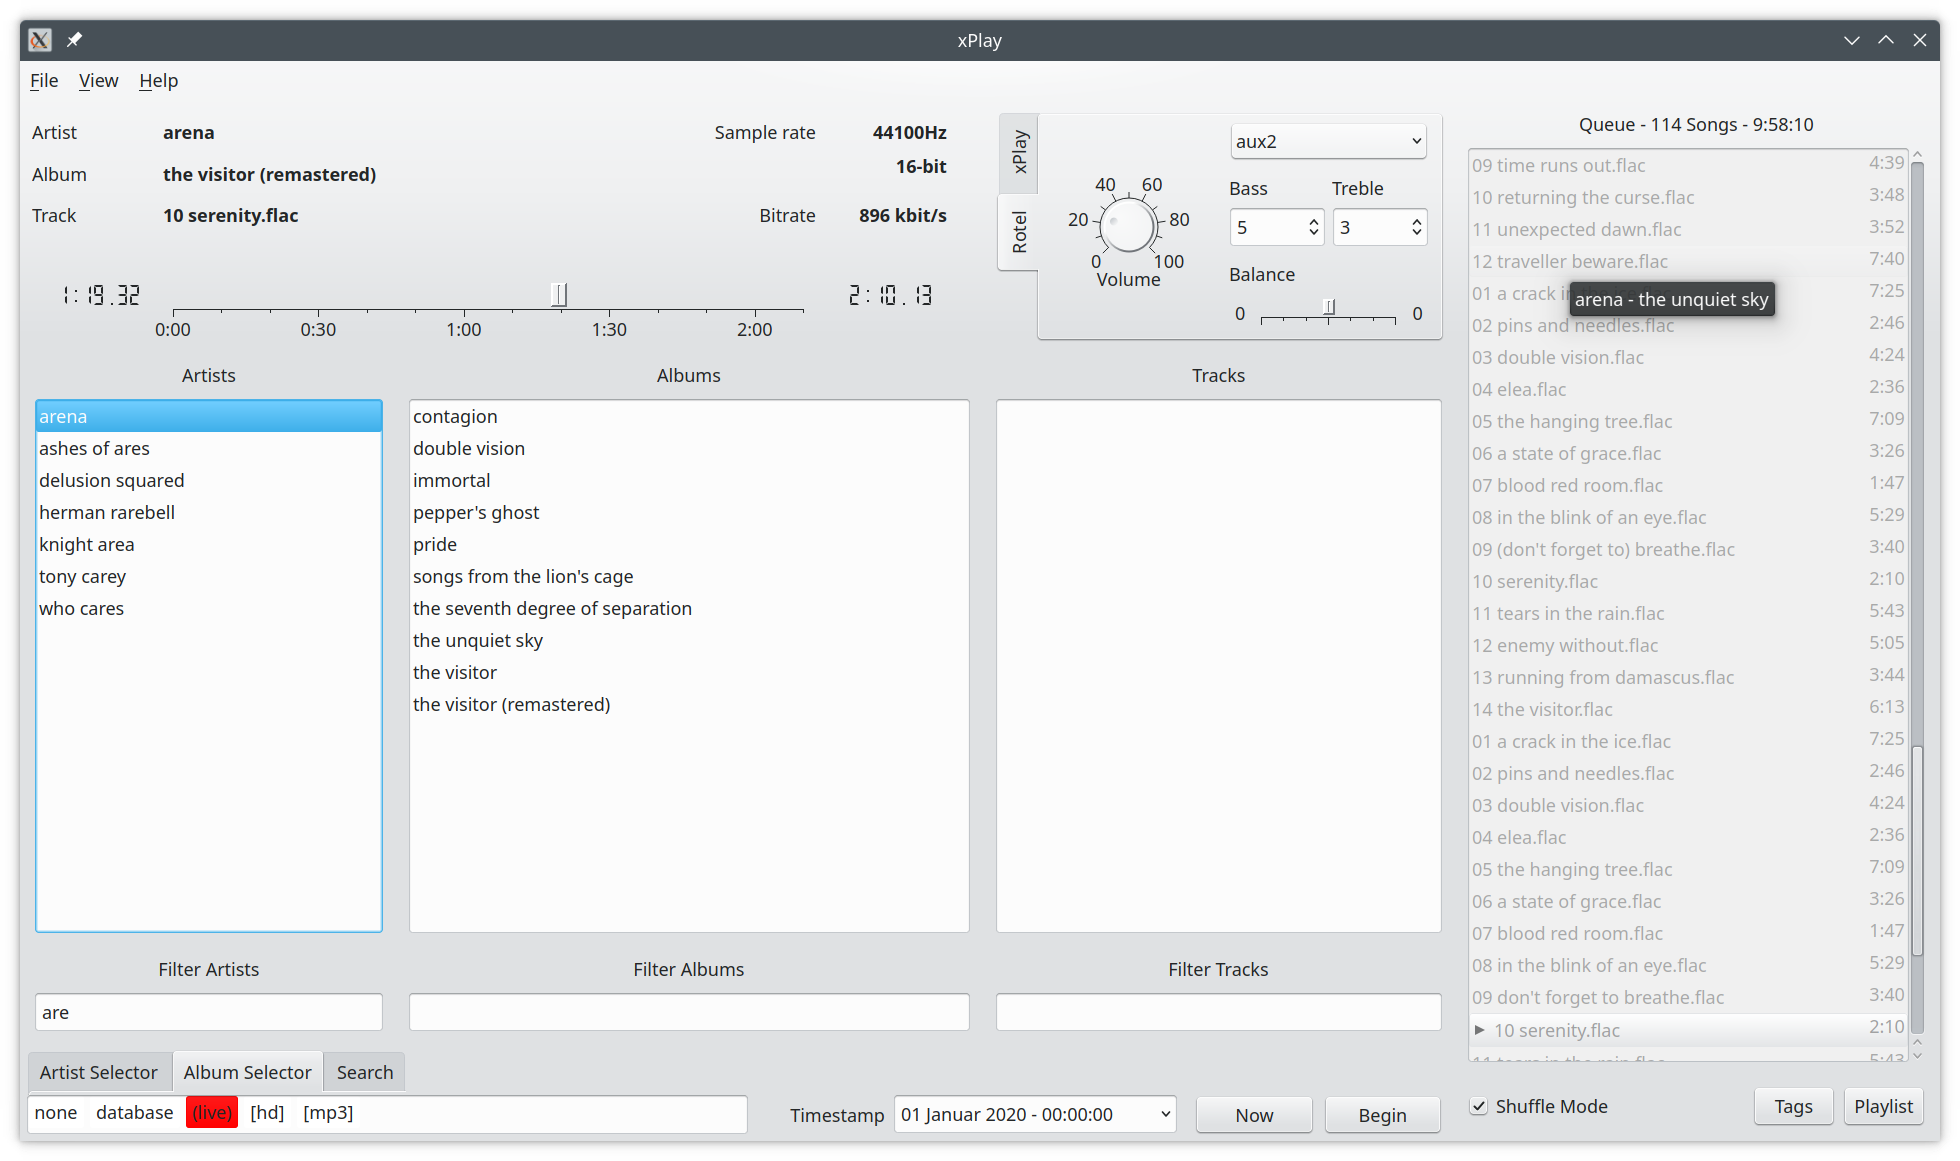 xPlay
File View Help
Artist arena
Album the visitor (remastered)
Track 10 serenity.flac
Sample rate 44100Hz
16-bit
Bitrate 896 kbit/s
1:19.32
2:10.13
0:00 0:30 1:00 1:30 2:00
xPlay
Rotel
0 20 40 60 80 100
Volume
aux2
Bass Treble
5 3
Balance
0 0
Queue - 114 Songs - 9:58:10
09 time runs out.flac 4:39
10 returning the curse.flac 3:48
11 unexpected dawn.flac 3:52
12 traveller beware.flac 7:40
01 a crack in the ice.flac 7:25
arena - the unquiet sky
02 pins and needles.flac 2:46
03 double vision.flac 4:24
04 elea.flac 2:36
05 the hanging tree.flac 7:09
06 a state of grace.flac 3:26
07 blood red room.flac 1:47
08 in the blink of an eye.flac 5:29
09 (don't forget to) breathe.flac 3:40
10 serenity.flac 2:10
11 tears in the rain.flac 5:43
12 enemy without.flac 5:05
13 running from damascus.flac 3:44
14 the visitor.flac 6:13
01 a crack in the ice.flac 7:25
02 pins and needles.flac 2:46
03 double vision.flac 4:24
04 elea.flac 2:36
05 the hanging tree.flac 7:09
06 a state of grace.flac 3:26
07 blood red room.flac 1:47
08 in the blink of an eye.flac 5:29
09 don't forget to breathe.flac 3:40
10 serenity.flac 2:10
11 tears in the rain.flac 5:43
Artists
arena
ashes of ares
delusion squared
herman rarebell
knight area
tony carey
who cares
Albums
contagion
double vision
immortal
pepper's ghost
pride
songs from the lion's cage
the seventh degree of separation
the unquiet sky
the visitor
the visitor (remastered)
Tracks
Filter Artists
are
Filter Albums
Filter Tracks
Artist Selector Album Selector Search
none database (live) [hd] [mp3]
Timestamp 01 Januar 2020 - 00:00:00 Now Begin
Shuffle Mode Tags Playlist